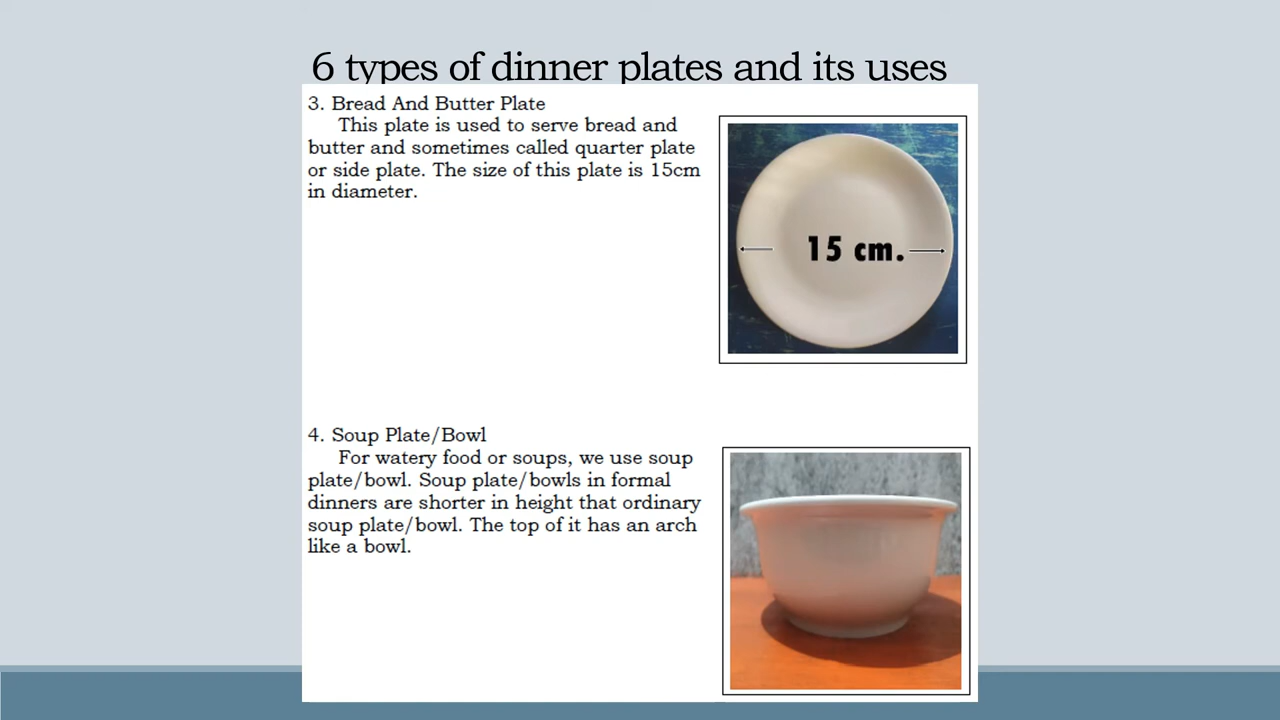 6 types of dinner plates and its uses
3. Bread And Butter Plate
This plate is used to serve bread and
butter and sometimes called quarter plate
or side plate. The size of this plate is 15cm
in diameter.
15 cm.
4. Soup Plate/Bowl
For watery food or soups, we use soup
plate/bowl. Soup plate/bowls in formal
dinners are shorter in height that ordinary
soup plate/bowl. The top of it has an arch
like a bowl.